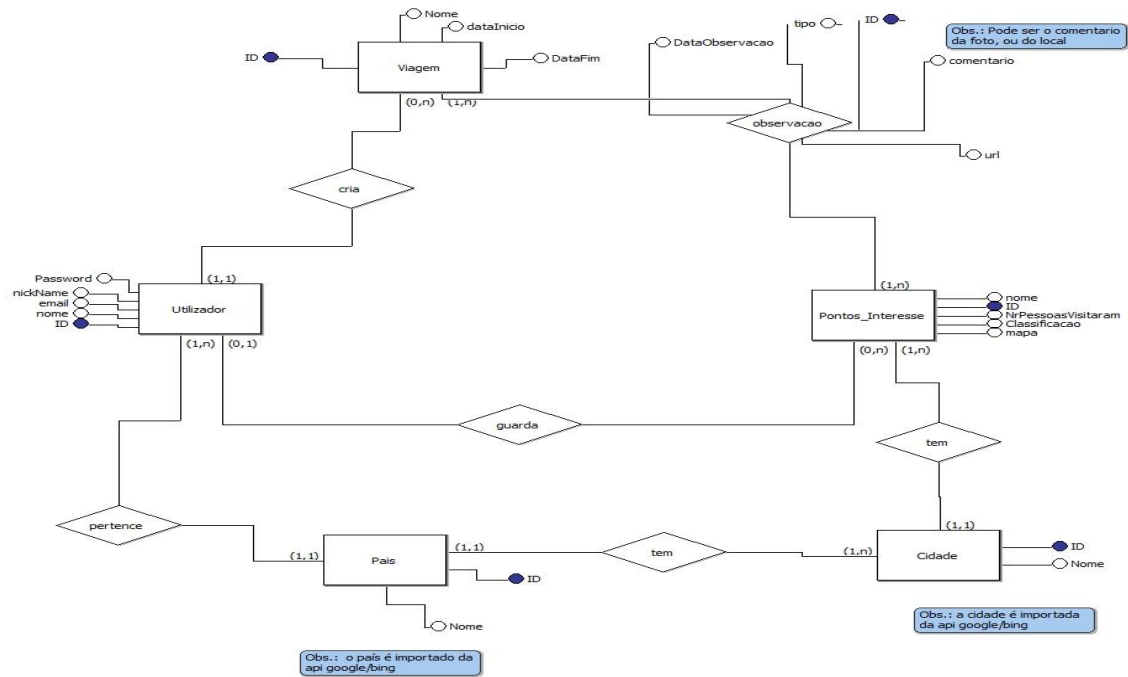 Nome
dataInicio
ID
DataFim
Viagem
(0,n) (1,n)
tipo
ID
Obs.: Pode ser o comentario
da foto, ou do local
DataObservacao
comentario
observacao
url
cria
Password
nickName
email
nome
ID
(1,1)
Utilizador
(1,n) (0,1)
(1,n)
Pontos_Interesse
nome
ID
NrPessoasVisitaram
Classificacao
mapa
(0,n) (1,n)
guarda
tem
pertence
(1,1)
Pais
(1,1)
ID
Nome
tem
(1,n)
(1,1)
Cidade
ID
Nome
Obs.: a cidade é importada
da api google/bing
Obs.: o país é importado da
api google/bing